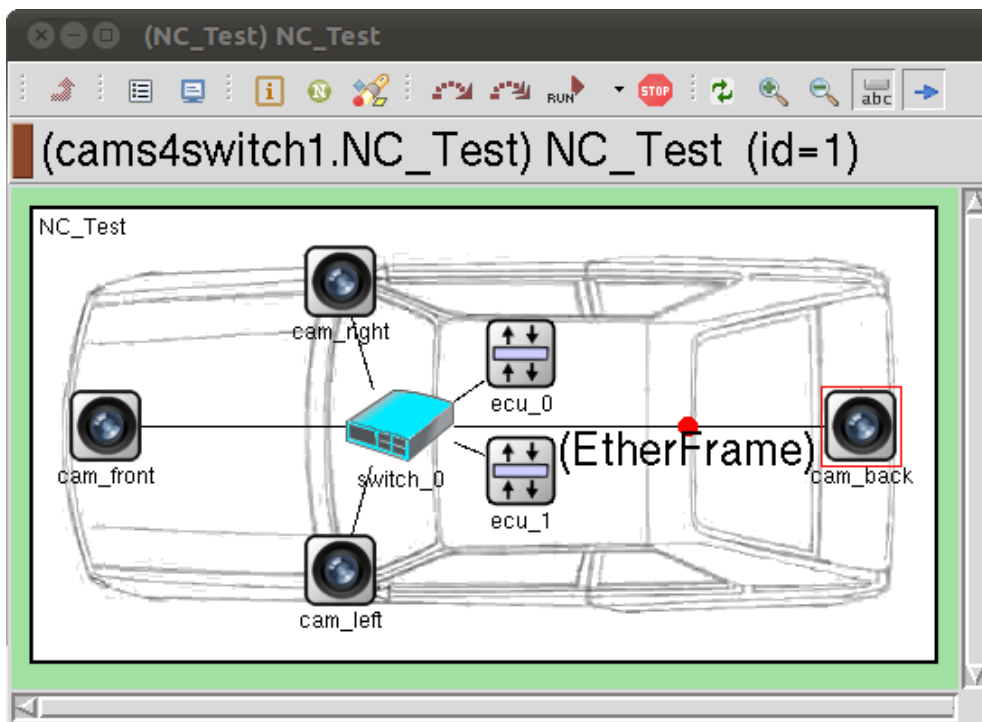 (NC_Test) NC_Test
i
N
RUN
STOP
abc
(cams4switch1.NC_Test) NC_Test (id=1)
NC_Test
cam_right
ecu_0
cam_front
switch_0
(EtherFrame)
cam_back
ecu_1
cam_left